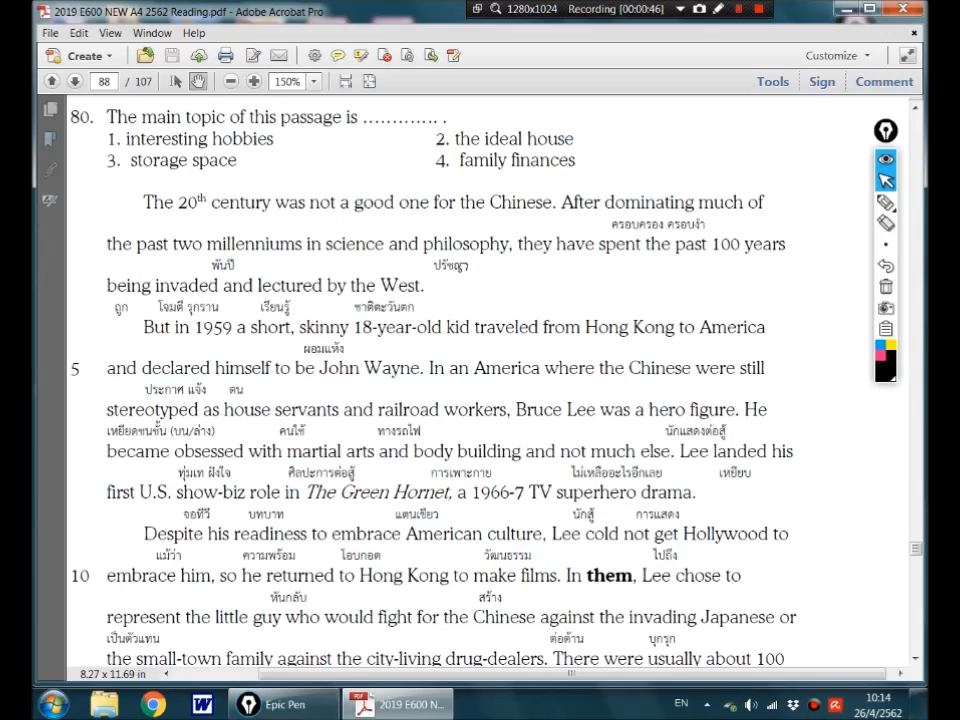 2019 E600 NEW A4 2562 Reading.pdf - Adobe Acrobat Pro
1280x1024 Recording [00:00:46]
File Edit View Window Help
Create Customize
88 / 107 150% Tools Sign Comment
80. The main topic of this passage is ............. .
1. interesting hobbies 2. the ideal house
3. storage space 4. family finances
The 20th century was not a good one for the Chinese. After dominating much of
ครอบครอง ครอบงำ
the past two millenniums in science and philosophy, they have spent the past 100 years
พันปี ปรัชญา
being invaded and lectured by the West.
ถูก โจมตี รุกราน เรียนรู้ ชาติตะวันตก
But in 1959 a short, skinny 18-year-old kid traveled from Hong Kong to America
ผอมแห้ง
5 and declared himself to be John Wayne. In an America where the Chinese were still
ประกาศ แจ้ง ตน
stereotyped as house servants and railroad workers, Bruce Lee was a hero figure. He
เหยียดชนชั้น (บน/ล่าง) คนใช้ ทางรถไฟ นักแสดงต่อสู้
became obsessed with martial arts and body building and not much else. Lee landed his
ทุ่มเท ฝังใจ ศิลปะการต่อสู้ การเพาะกาย ไม่เหลืออะไรอีกเลย เหยียบ
first U.S. show-biz role in The Green Hornet, a 1966-7 TV superhero drama.
จอทีวี บทบาท แตนเขียว นักสู้ การแสดง
Despite his readiness to embrace American culture, Lee cold not get Hollywood to
แม้ว่า ความพร้อม โอบกอด วัฒนธรรม ไปถึง
10 embrace him, so he returned to Hong Kong to make films. In them, Lee chose to
หันกลับ สร้าง
represent the little guy who would fight for the Chinese against the invading Japanese or
เป็นตัวแทน ต่อต้าน บุกรุก
the small-town family against the city-living drug-dealers. There were usually about 100
8.27 x 11.69 in
Epic Pen 2019 E600 N... EN 10:14
26/4/2562